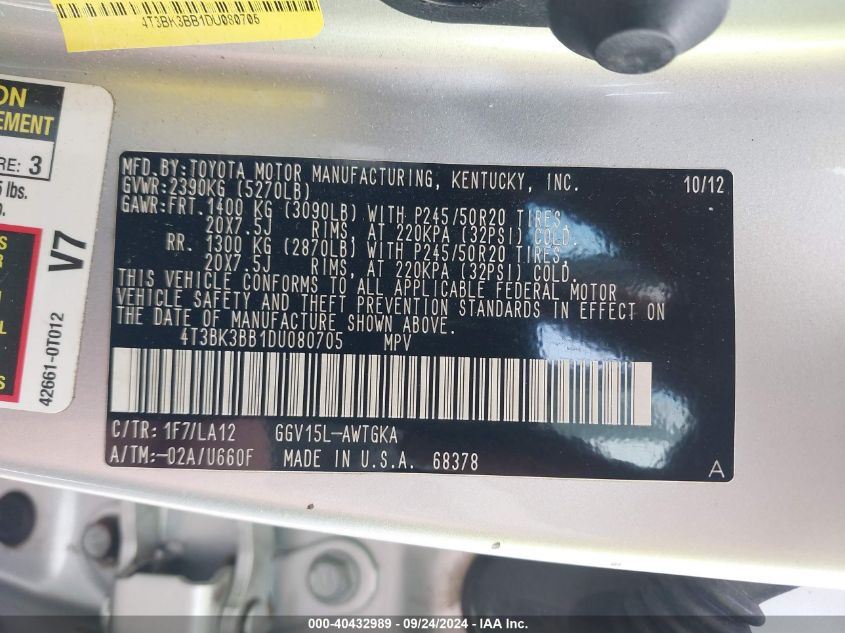 4T3BK3BB1DU080705
ON
EMENT
RE: 3
lbs.
V7
42661-0T012
MFD.BY:TOYOTA MOTOR MANUFACTURING, KENTUCKY, INC. 10/12
GVWR:2390KG (5270LB)
GAWR:FRT. 1400 KG (3090LB) WITH P245/50R20 TIRES,
20X7.5J RIMS, AT 220KPA (32PSI) COLD.
RR. 1300 KG (2870LB) WITH P245/50R20 TIRES,
20X7.5J RIMS, AT 220KPA (32PSI) COLD.
THIS VEHICLE CONFORMS TO ALL APPLICABLE FEDERAL MOTOR
VEHICLE SAFETY AND THEFT PREVENTION STANDARDS IN EFFECT ON
THE DATE OF MANUFACTURE SHOWN ABOVE.
4T3BK3BB1DU080705 MPV
C/TR: 1F7/LA12 GGV15L-AWTGKA
A/TM:-02A/U660F MADE IN U.S.A. 68378
A
000-40432989 - 09/24/2024 - IAA Inc.